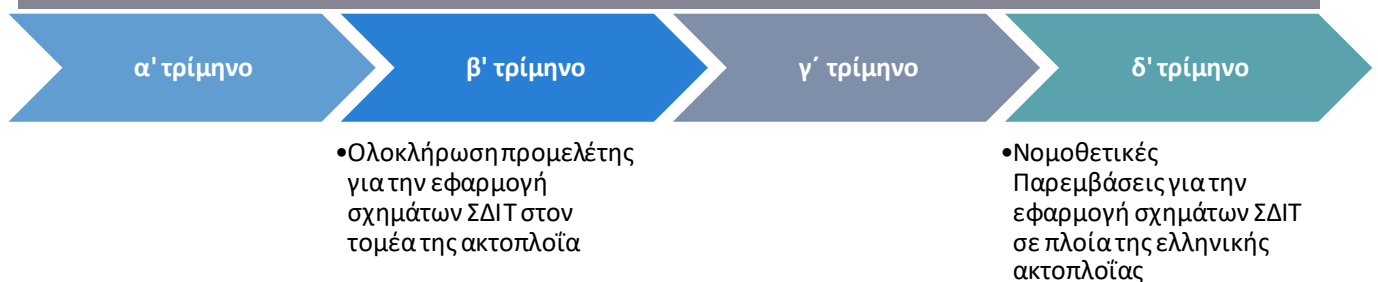 α' τρίμηνο
β' τρίμηνο
γ΄ τρίμηνο
δ' τρίμηνο
•Ολοκλήρωση προμελέτης
για την εφαρμογή
σχημάτων ΣΔΙΤ στον
τομέα της ακτοπλοΐα
•Νομοθετικές
Παρεμβάσεις για την
εφαρμογή σχημάτων ΣΔΙΤ
σε πλοία της ελληνικής
ακτοπλοΐας